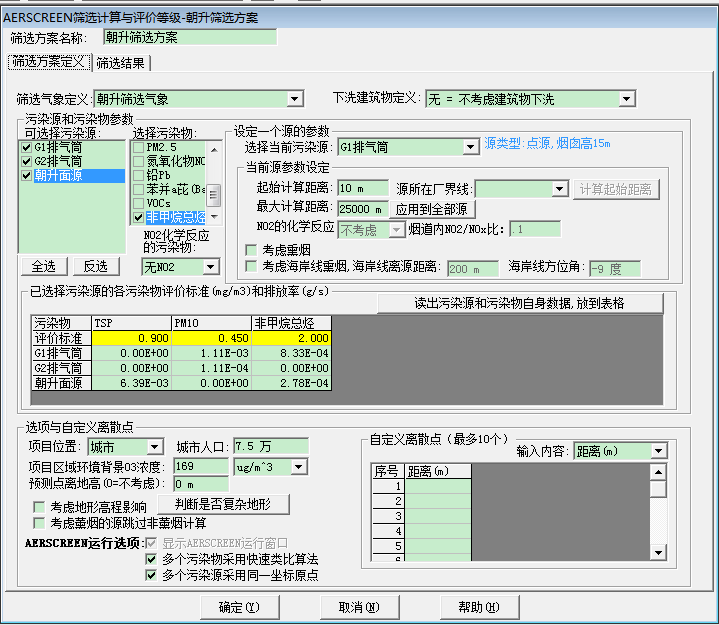 AERSCREEN筛选计算与评价等级-朝升筛选方案
筛选方案名称: 朝升筛选方案
筛选方案定义 筛选结果
筛选气象定义: 朝升筛选气象 下洗建筑物定义: 无 = 不考虑建筑物下洗
污染源和污染物参数
可选择污染源: 选择污染物:
G1排气筒
G2排气筒
朝升面源
PM2.5
氮氧化物NO
铅Pb
苯并a芘(Ba
VOCs
非甲烷总烃
NO2化学反应
的污染物:
全选 反选 无NO2
设定一个源的参数
选择当前污染源: G1排气筒 源类型:点源,烟囱高15m
当前源参数设定
起始计算距离: 10 m 源所在厂界线: 计算起始距离
最大计算距离: 25000 m 应用到全部源
NO2的化学反应 不考虑 烟道内NO2/NOx比: .1
考虑重烟
考虑海岸线重烟,海岸线离源距离: 200 m 海岸线方位角: -9 度
已选择污染源的各污染物评价标准(mg/m3)和排放率(g/s)
读出污染源和污染物自身数据,放到表格
污染物 TSP PM10 非甲烷总烃
评价标准 0.900 0.450 2.000
G1排气筒 0.00E+00 1.11E-03 8.33E-04
G2排气筒 0.00E+00 1.11E-04 0.00E+00
朝升面源 6.39E-03 0.00E+00 2.78E-04
选项与自定义离散点
项目位置: 城市 城市人口: 7.5 万
项目区域环境背景O3浓度: 169 ug/m^3
预测点离地高(0=不考虑): 0 m
考虑地形高程影响 判断是否复杂地形
考虑薰烟的源跳过非薰烟计算
AERSCREEN运行选项: 显示AERSCREEN运行窗口
多个污染物采用快速类比算法
多个污染源采用同一坐标原点
自定义离散点 (最多10个)
输入内容: 距离(m)
序号 距离(m)
1
2
3
4
5
6
确定(Y) 取消(N) 帮助(H)